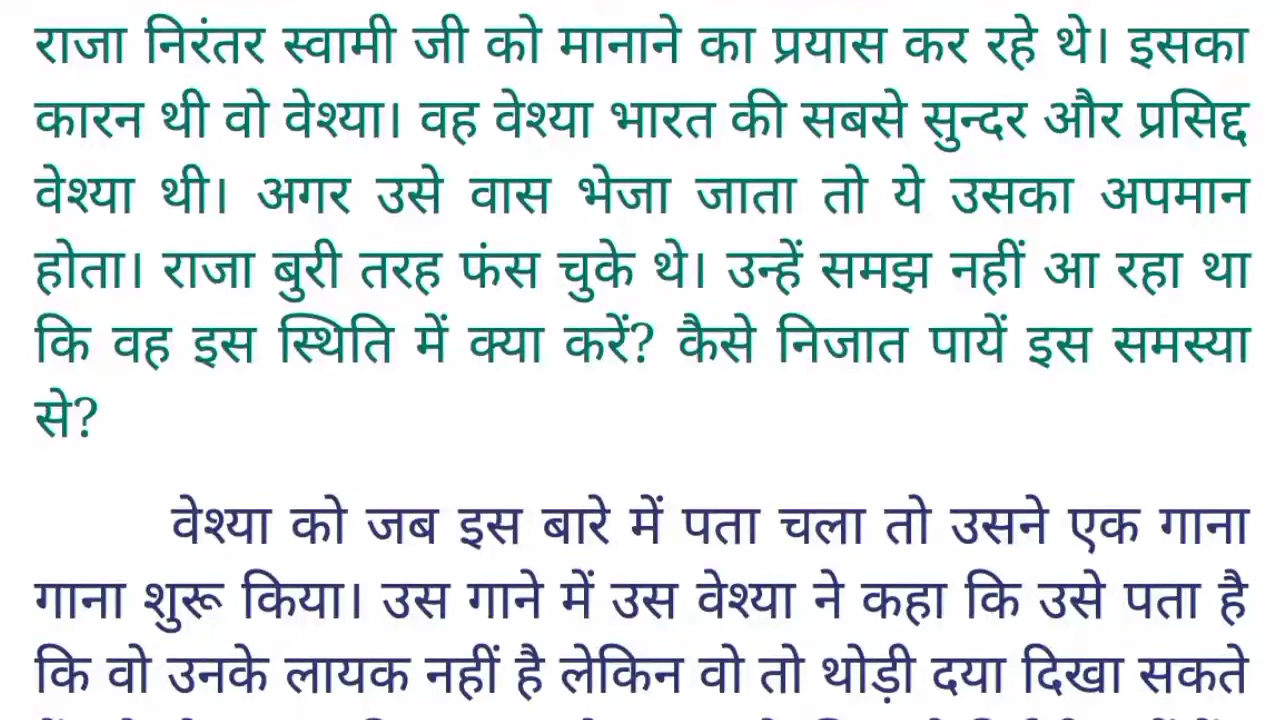 राजा निरंतर स्वामी जी को मानाने का प्रयास कर रहे थे। इसका
कारन थी वो वेश्या। वह वेश्या भारत की सबसे सुन्दर और प्रसिद्द
वेश्या थी। अगर उसे वास भेजा जाता तो ये उसका अपमान
होता। राजा बुरी तरह फंस चुके थे। उन्हें समझ नहीं आ रहा था
कि वह इस स्थिति में क्या करें? कैसे निजात पायें इस समस्या
से?
वेश्या को जब इस बारे में पता चला तो उसने एक गाना
गाना शुरू किया। उस गाने में उस वेश्या ने कहा कि उसे पता है
कि वो उनके लायक नहीं है लेकिन वो तो थोड़ी दया दिखा सकते